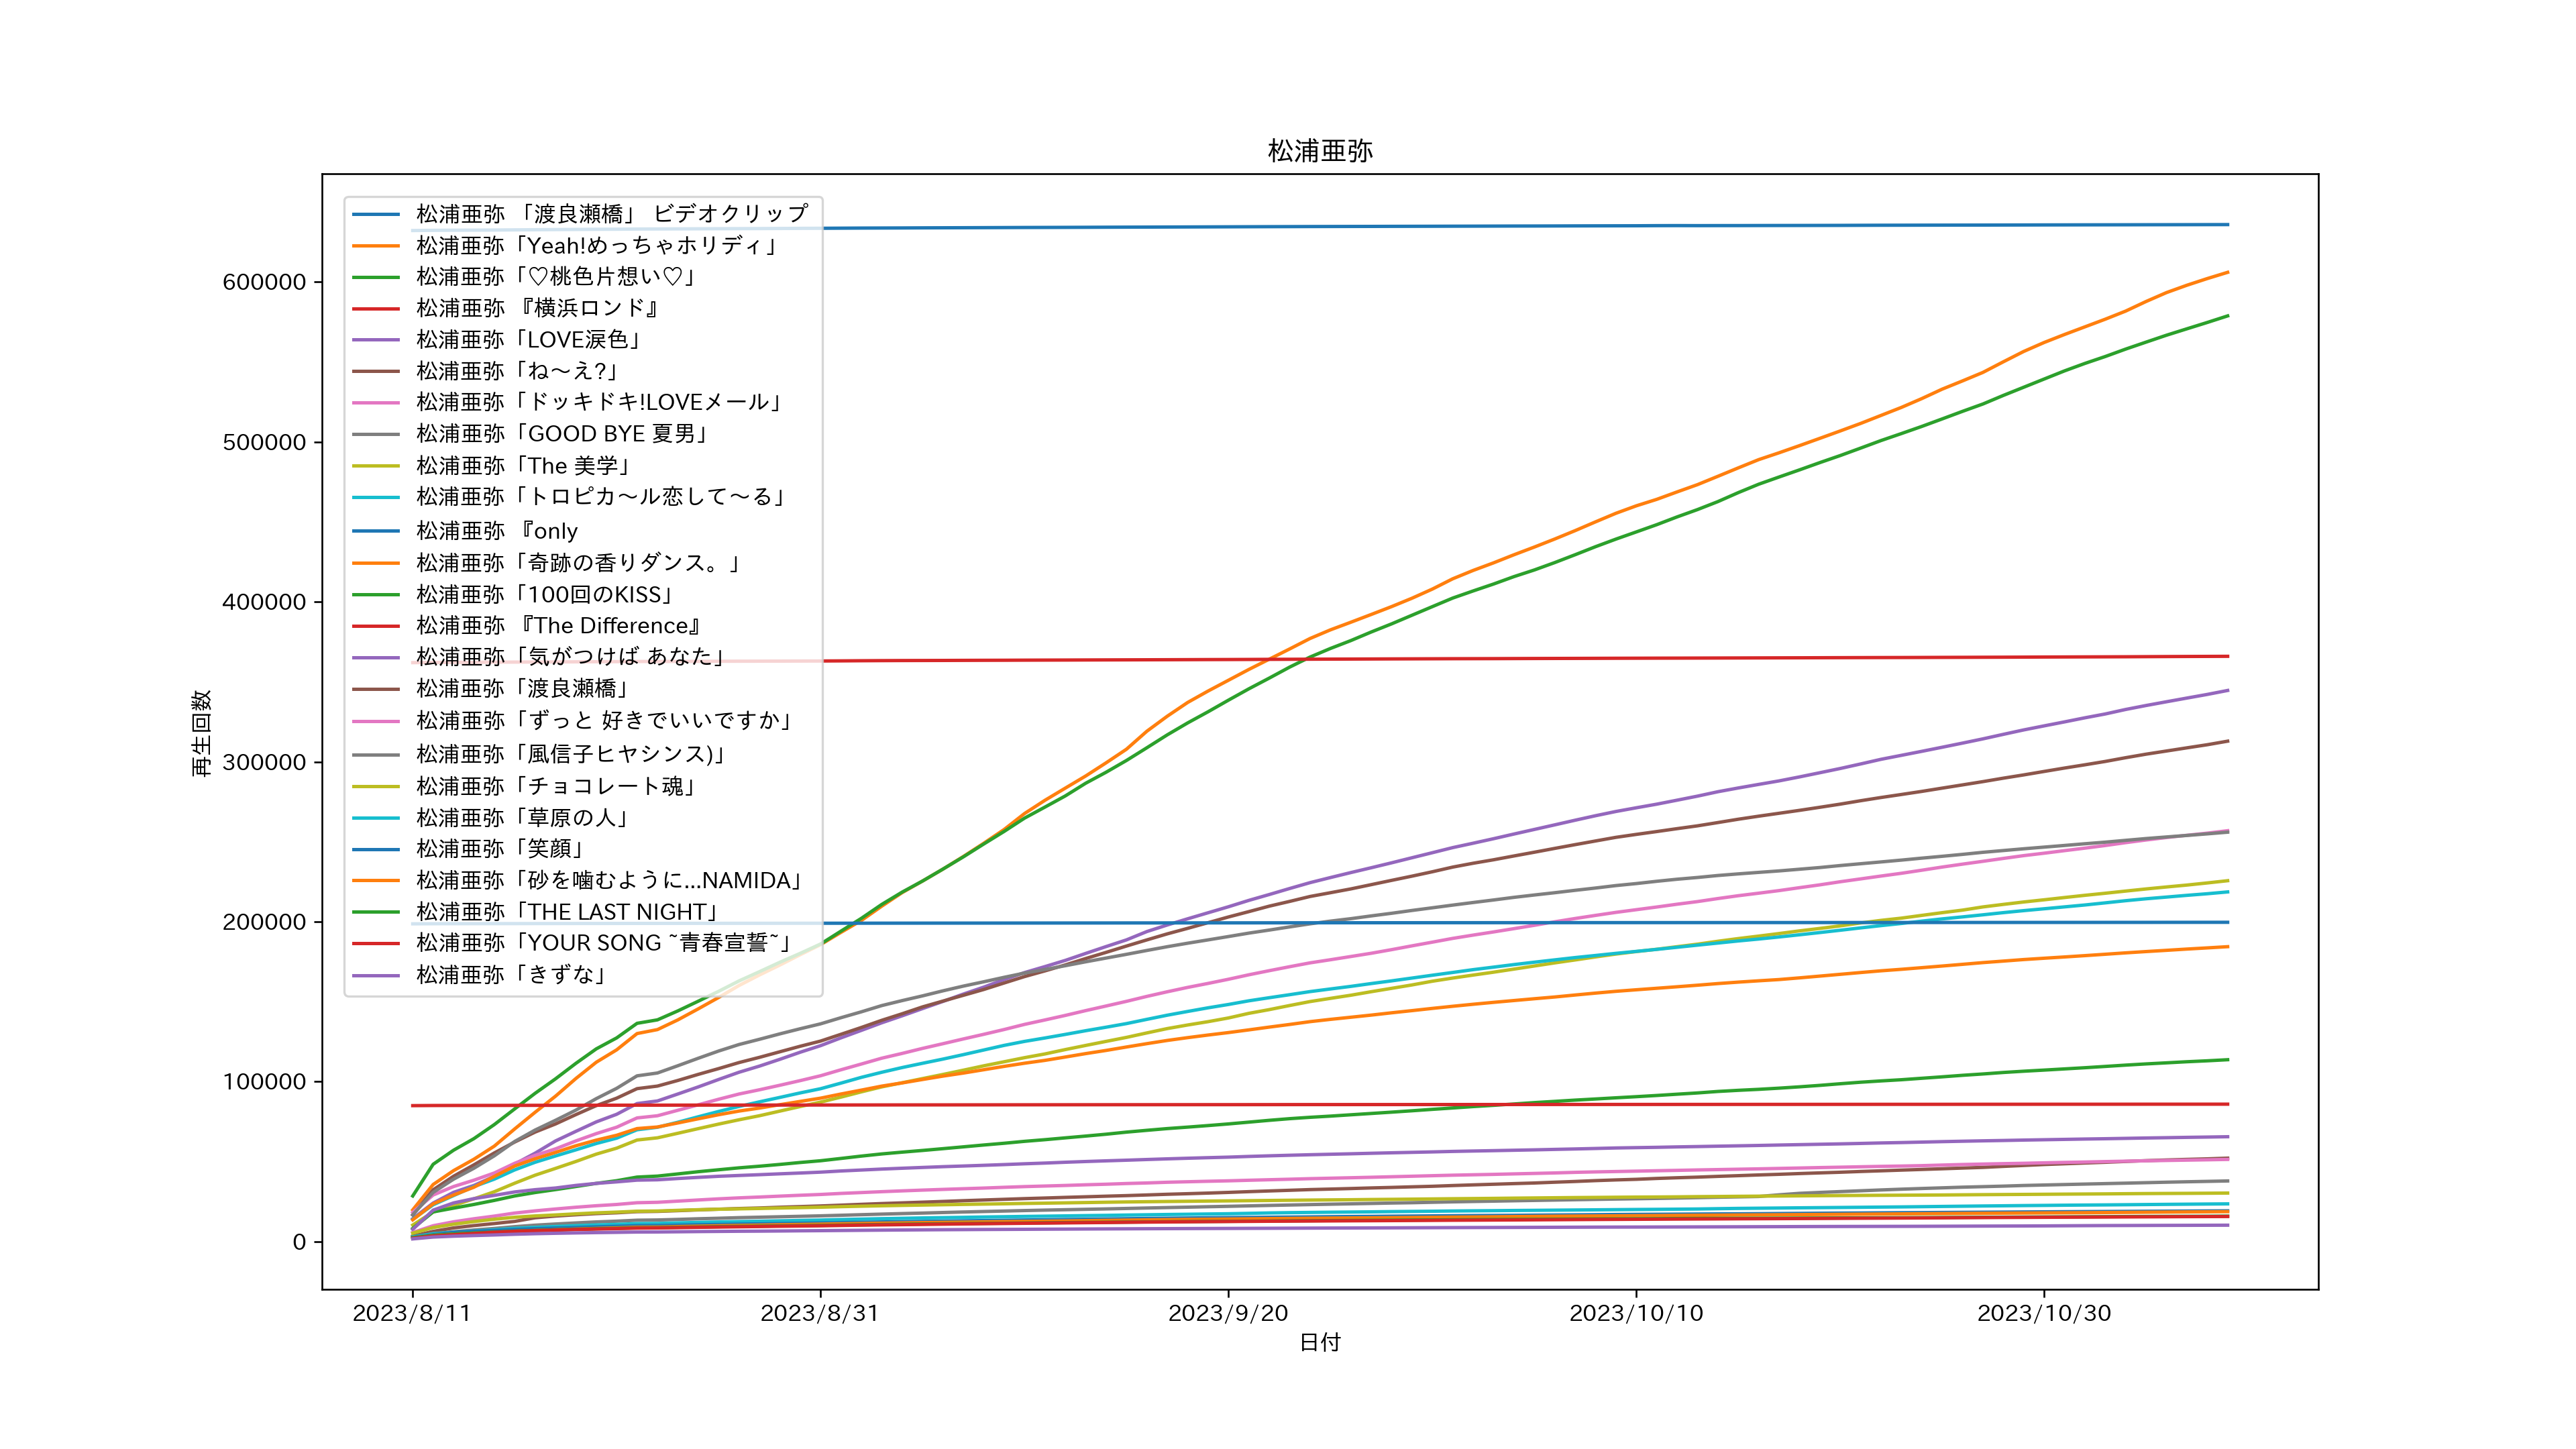 松浦亜弥
松浦亜弥 「渡良瀬橋」 ビデオクリップ
松浦亜弥「Yeah!めっちゃホリディ」
松浦亜弥「♡桃色片想い♡」
松浦亜弥 『横浜ロンド』
松浦亜弥「LOVE涙色」
松浦亜弥「ね〜え?」
松浦亜弥「ドッキドキ!LOVEメール」
松浦亜弥「GOOD BYE 夏男」
松浦亜弥「The 美学」
松浦亜弥「トロピカ〜ル恋して〜る」
松浦亜弥 『only
松浦亜弥「奇跡の香りダンス。」
松浦亜弥「100回のKISS」
松浦亜弥 『The Difference』
松浦亜弥「気がつけば あなた」
松浦亜弥「渡良瀬橋」
松浦亜弥「ずっと 好きでいいですか」
松浦亜弥「風信子ヒヤシンス)」
松浦亜弥「チョコレート魂」
松浦亜弥「草原の人」
松浦亜弥「笑顔」
松浦亜弥「砂を噛むように…NAMIDA」
松浦亜弥「THE LAST NIGHT」
松浦亜弥「YOUR SONG ~青春宣誓~」
松浦亜弥「きずな」
再生回数
600000
500000
400000
300000
200000
100000
0
2023/8/11
2023/8/31
2023/9/20
2023/10/10
2023/10/30
日付